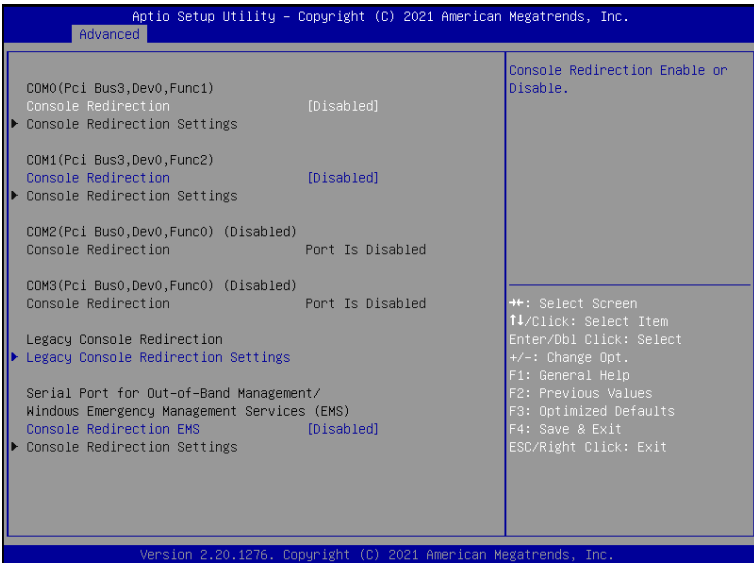 Aptio Setup Utility – Copyright (C) 2021 American Megatrends, Inc.
Advanced
COM0(Pci Bus3,Dev0,Func1)
Console Redirection [Disabled]
▶ Console Redirection Settings
COM1(Pci Bus3,Dev0,Func2)
Console Redirection [Disabled]
▶ Console Redirection Settings
COM2(Pci Bus0,Dev0,Func0) (Disabled)
Console Redirection Port Is Disabled
COM3(Pci Bus0,Dev0,Func0) (Disabled)
Console Redirection Port Is Disabled
Legacy Console Redirection
▶ Legacy Console Redirection Settings
Serial Port for Out-of-Band Management/
Windows Emergency Management Services (EMS)
Console Redirection EMS [Disabled]
▶ Console Redirection Settings
Console Redirection Enable or
Disable.
→←: Select Screen
↑↓/Click: Select Item
Enter/Dbl Click: Select
+/-: Change Opt.
F1: General Help
F2: Previous Values
F3: Optimized Defaults
F4: Save & Exit
ESC/Right Click: Exit
Version 2.20.1276. Copyright (C) 2021 American Megatrends, Inc.